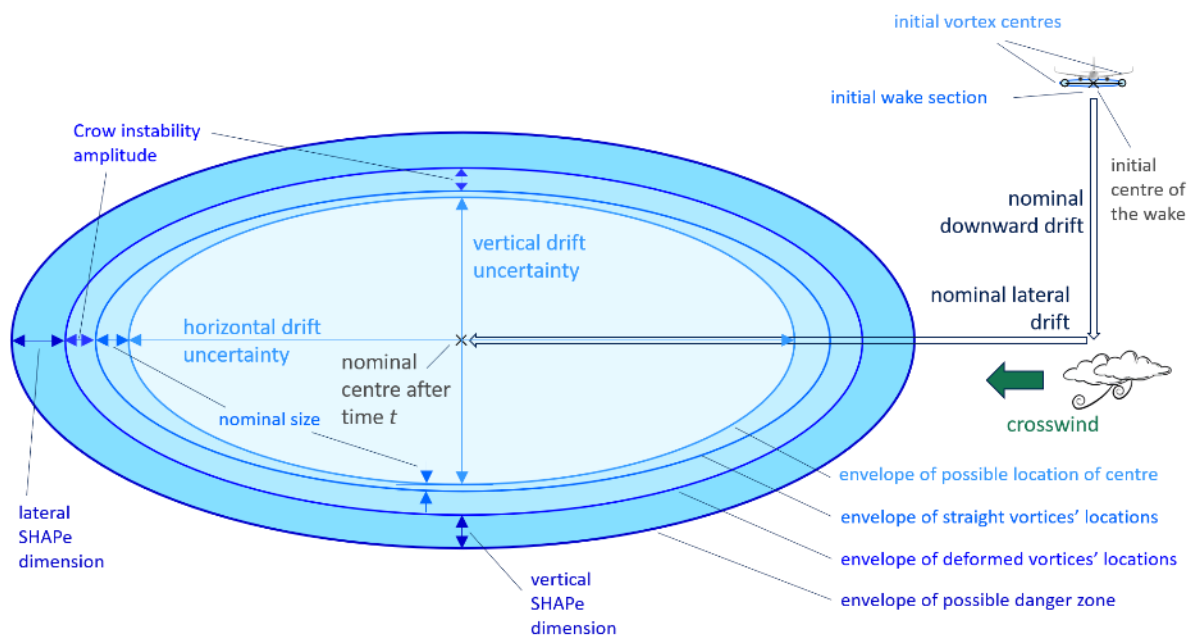 initial vortex centres
initial wake section
Crow instability
amplitude
initial
centre of
the wake
nominal
downward drift
vertical drift
uncertainty
nominal lateral
drift
horizontal drift
uncertainty
nominal
centre after
time t
crosswind
nominal size
envelope of possible location of centre
envelope of straight vortices’ locations
envelope of deformed vortices’ locations
envelope of possible danger zone
lateral
SHAPe
dimension
vertical
SHAPe
dimension